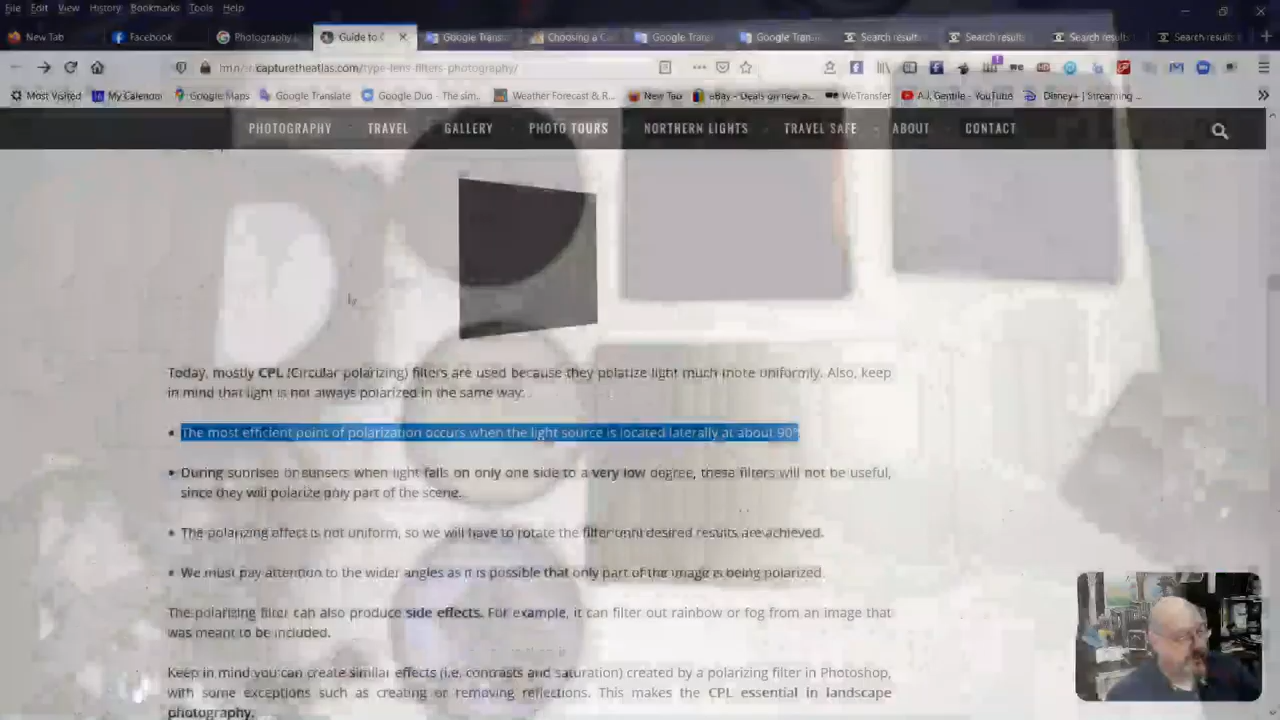 File Edit View History Bookmarks Tools Help
New Tab Facebook Photography Guide to Google Trans Choosing a Ca Google Tran Google Tran Search result Search result Search result Search result
capturetheatlas.com/type-lens-filters-photography/
Most Visited My Calendar Google Maps Google Translate Google Duo - The sim... Weather Forecast & R... New Tab eBay - Deals on new a... WeTransfer A.J. Gentile - YouTube Disney+ | Streaming ...
PHOTOGRAPHY TRAVEL GALLERY PHOTO TOURS NORTHERN LIGHTS TRAVEL SAFE ABOUT CONTACT
Today, mostly CPL (Circular polarizing) filters are used because they polarize light much more uniformly. Also, keep
in mind that light is not always polarized in the same way.
The most efficient point of polarization occurs when the light source is located laterally at about 90°.
During sunrises or sunsets when light falls on only one side to a very low degree, these filters will not be useful,
since they will polarize only part of the scene.
The polarizing effect is not uniform, so we will have to rotate the filter until desired results are achieved.
We must pay attention to the wider angles as it is possible that only part of the image is being polarized.
The polarizing filter can also produce side effects. For example, it can filter out rainbow or fog from an image that
was meant to be included.
Keep in mind you can create similar effects (i.e. contrasts and saturation) created by a polarizing filter in Photoshop,
with some exceptions such as creating or removing reflections. This makes the CPL essential in landscape
photography.